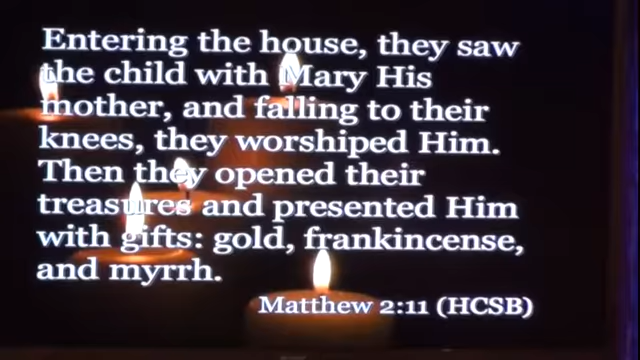 Entering the house, they saw
the child with Mary His
mother, and falling to their
knees, they worshiped Him.
Then they opened their
treasures and presented Him
with gifts: gold, frankincense,
and myrrh.
Matthew 2:11 (HCSB)